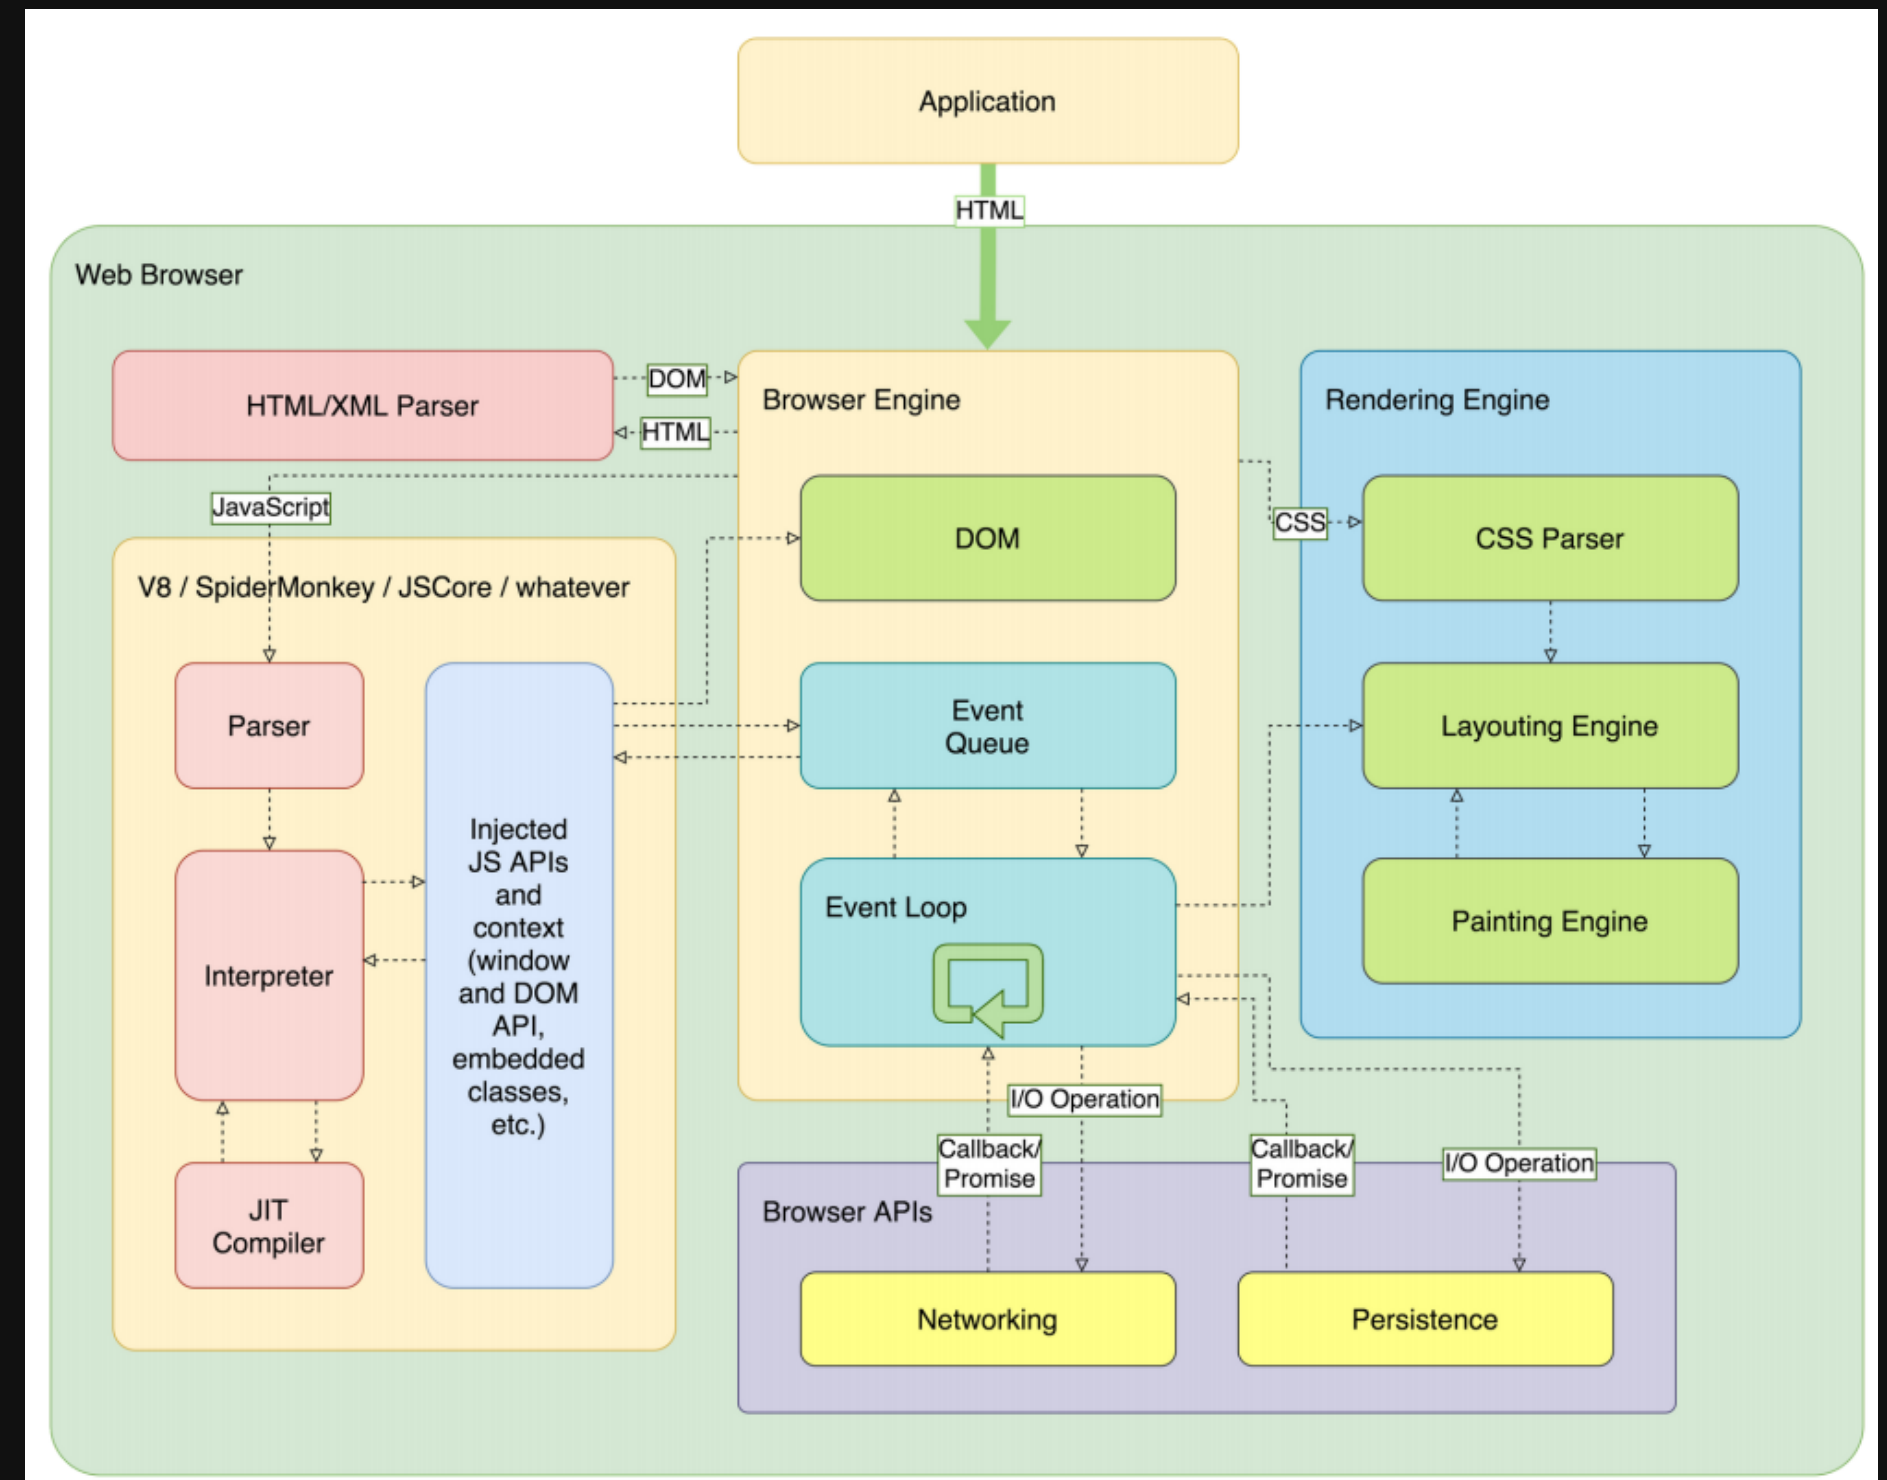 Application
HTML
Web Browser
HTML/XML Parser
DOM
HTML
Browser Engine
Rendering Engine
JavaScript
DOM
CSS
CSS Parser
V8 / SpiderMonkey / JSCore / whatever
Parser
Event
Queue
Layouting Engine
Injected
JS APIs
and
context
(window
and DOM
API,
embedded
classes,
etc.)
Interpreter
Event Loop
Painting Engine
JIT
Compiler
I/O Operation
Callback/
Promise
Callback/
Promise
I/O Operation
Browser APIs
Networking
Persistence